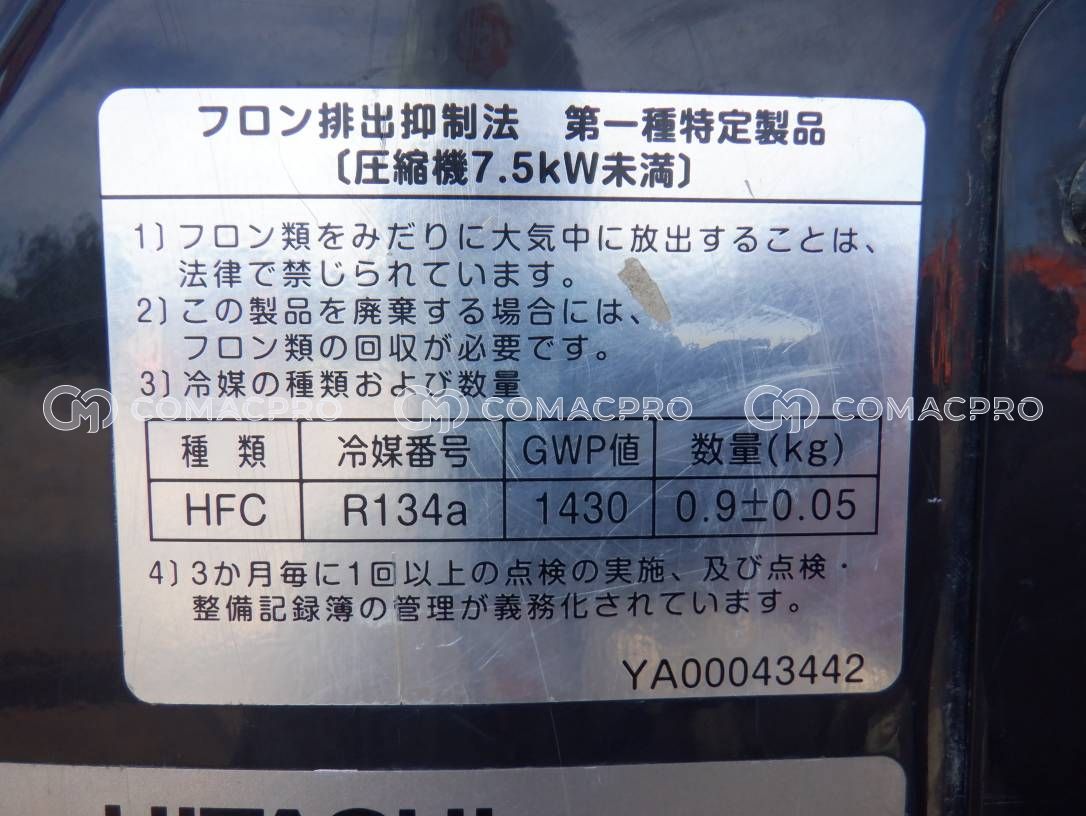 フロン排出抑制法　第一種特定製品
〔圧縮機7.5kW未満〕
1〕フロン類をみだりに大気中に放出することは、
法律で禁じられています。
2〕この製品を廃棄する場合には、
フロン類の回収が必要です。
3〕冷媒の種類および数量
COMACPRO COMACPRO COMACPRO
種類 冷媒番号 GWP値 数量(kg)
HFC R134a 1430 0.9±0.05
4〕3か月毎に1回以上の点検の実施、及び点検・
整備記録簿の管理が義務化されています。
YA00043442
HITACHI